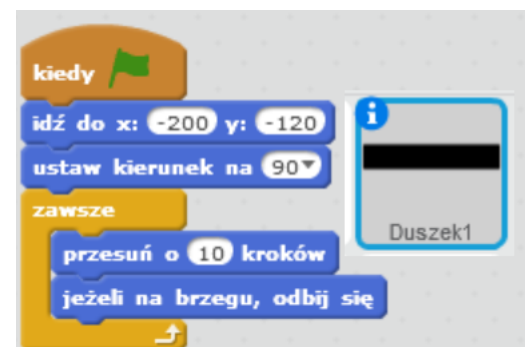 kiedy
idź do x: -200 y: -120
ustaw kierunek na 90
zawsze
przesuń o 10 kroków
jeżeli na brzegu, odbij się
i
Duszek1